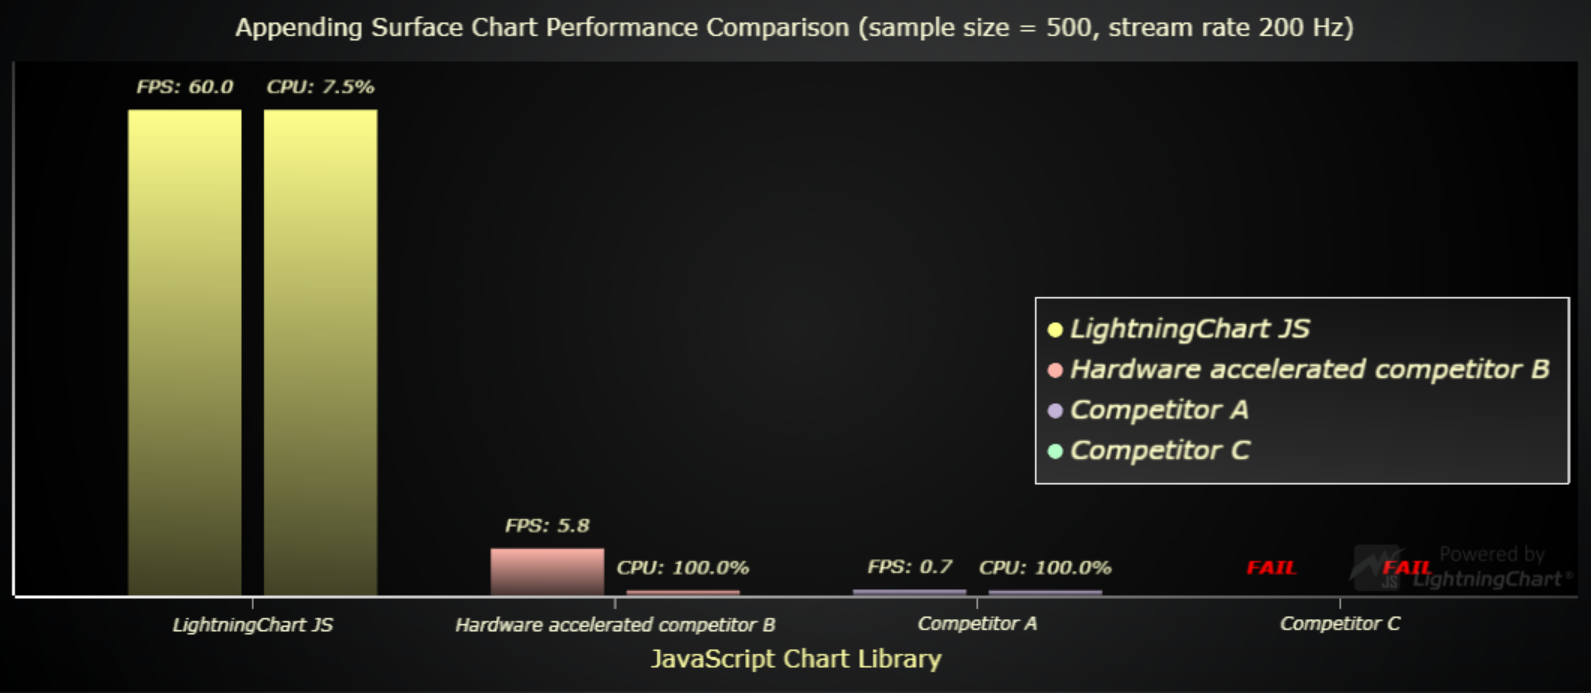 Appending Surface Chart Performance Comparison (sample size = 500, stream rate 200 Hz)
FPS: 60.0 CPU: 7.5%
LightningChart JS
Hardware accelerated competitor B
Competitor A
Competitor C
FPS: 5.8
CPU: 100.0%
FPS: 0.7 CPU: 100.0%
FAIL FAIL
Powered by
JS LightningChart®
LightningChart JS Hardware accelerated competitor B Competitor A Competitor C
JavaScript Chart Library